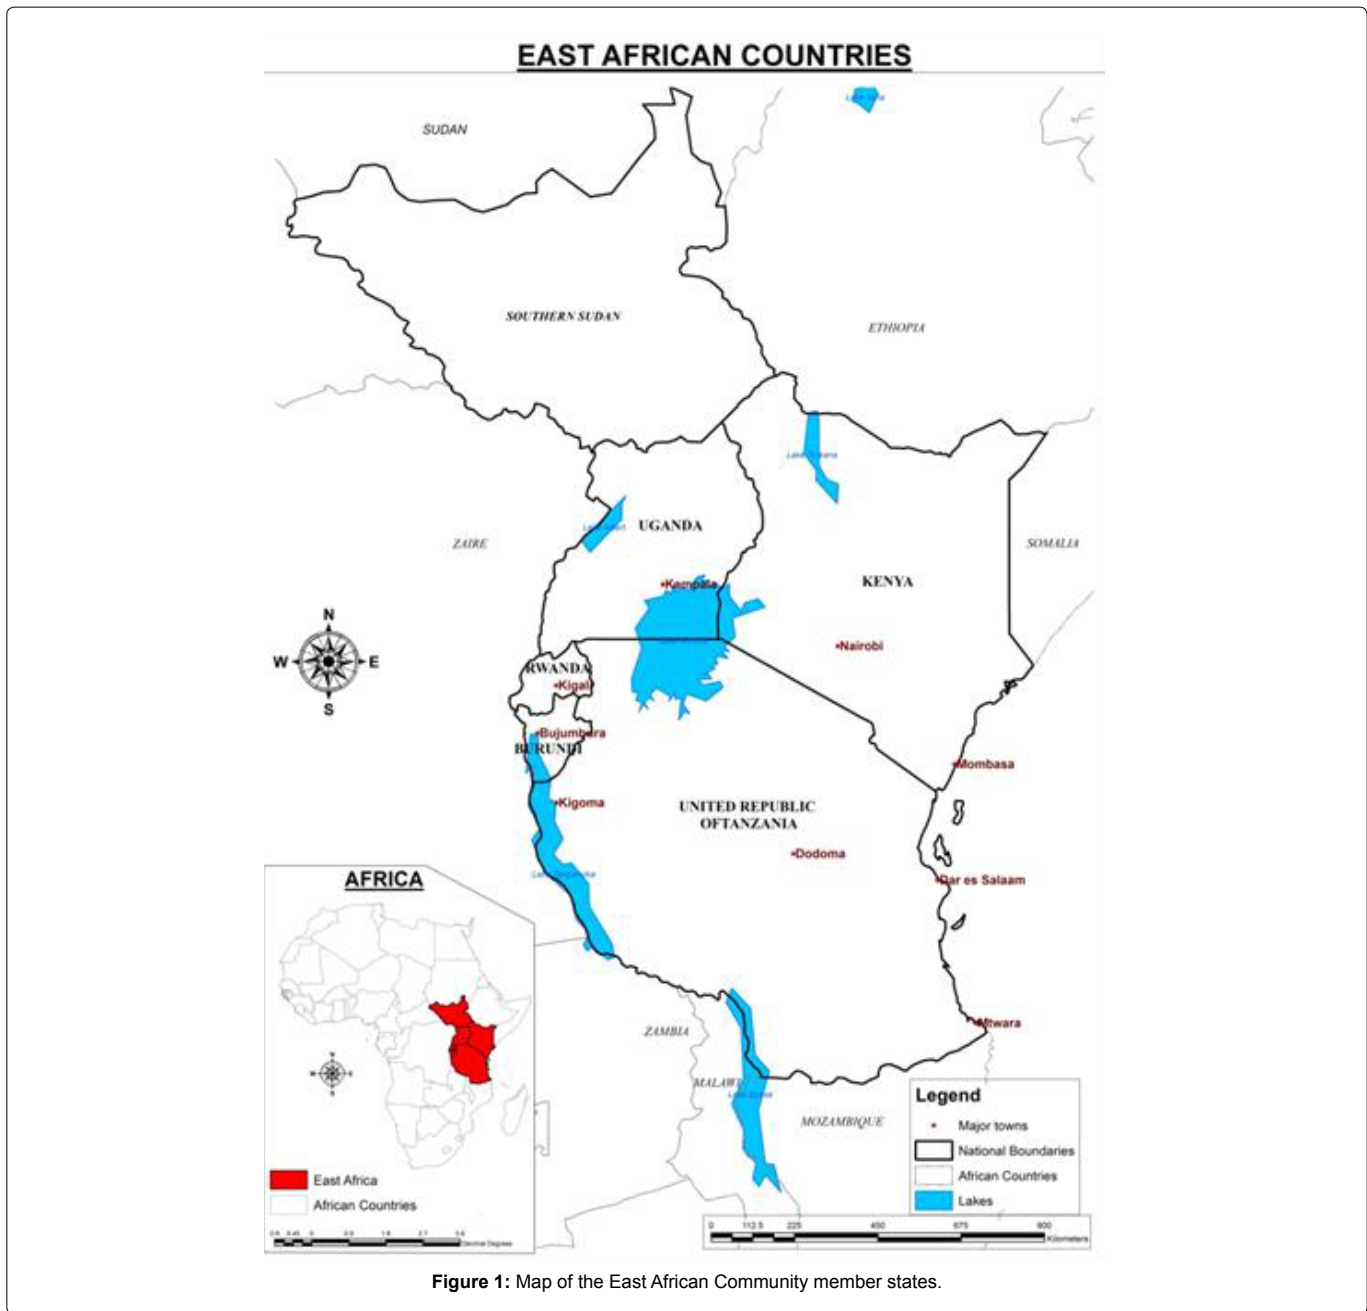 EAST AFRICAN COUNTRIES
SUDAN
SOUTHERN SUDAN
ETHIOPIA
ZAIRE
UGANDA
SOMALIA
KENYA
Kampala
N
W
E
S
Nairobi
RWANDA
Kigali
Bujumbura
BURUNDI
Mombasa
Kigoma
UNITED REPUBLIC
OFTANZANIA
Dodoma
Dar es Salaam
Mtwara
ZAMBIA
MALAWI
MOZAMBIQUE
AFRICA
East Africa
African Countries
Decimal Degrees
Legend
Major towns
National Boundaries
African Countries
Lakes
0 112.5 225 450 675 900
Kilometers
Figure 1: Map of the East African Community member states.